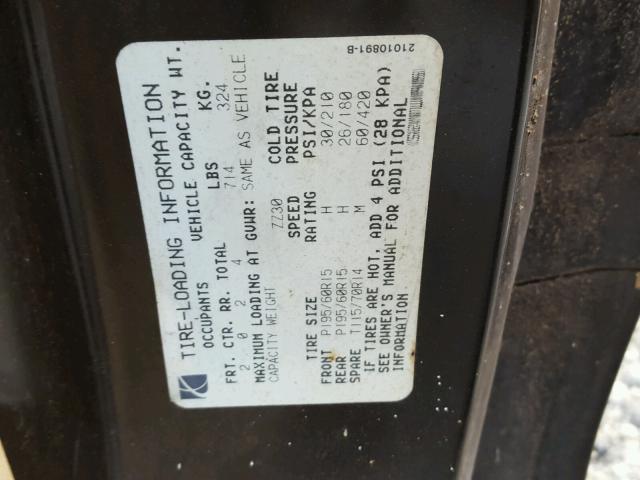 TIRE-LOADING INFORMATION
OCCUPANTS VEHICLE CAPACITY WT.
FRT. CTR. RR. TOTAL LBS KG.
2 0 2 4 714 324
MAXIMUM LOADING AT GVWR: SAME AS VEHICLE
CAPACITY WEIGHT
ZZ30
TIRE SIZE SPEED RATING COLD TIRE PRESSURE PSI/KPA
FRONT P195/60R15 H 30/210
REAR P195/60R15 H 26/180
SPARE T115/70R14 M 60/420
IF TIRES ARE HOT, ADD 4 PSI (28 KPA)
SEE OWNER'S MANUAL FOR ADDITIONAL
INFORMATION
21010891-B